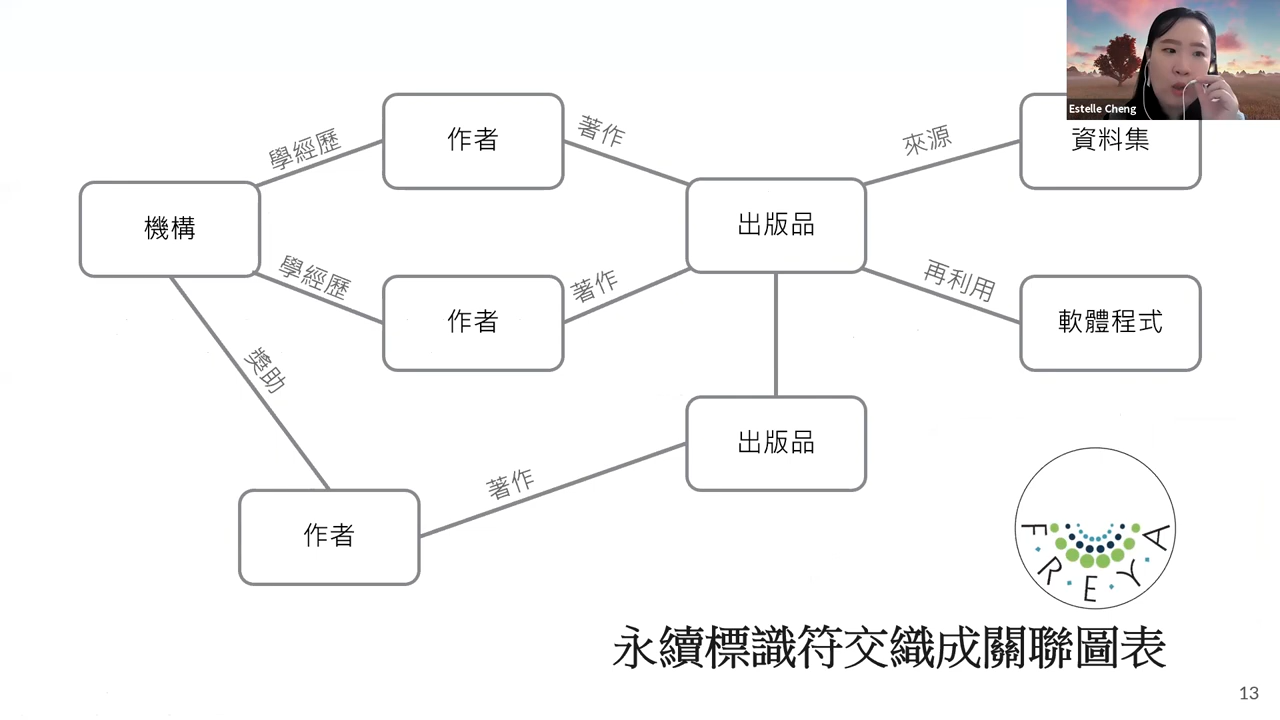 Estelle Cheng
學經歷
作者
著作
來源
資料集
機構
出版品
學經歷
作者
著作
再利用
軟體程式
獎助
出版品
著作
作者
FREYA
永續標識符交織成關聯圖表
13